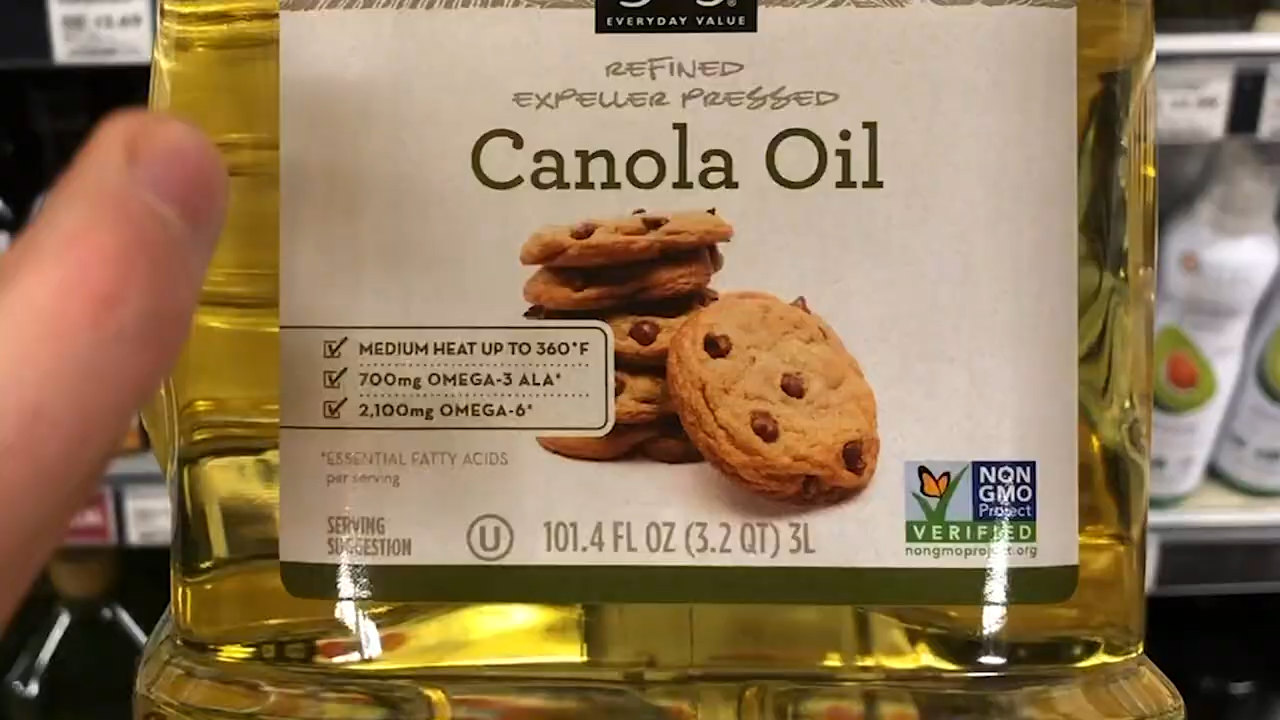 EVERYDAY VALUE
REFINED
EXPELLER PRESSED
Canola Oil
MEDIUM HEAT UP TO 360°F
700mg OMEGA-3 ALA*
2,100mg OMEGA-6*
*ESSENTIAL FATTY ACIDS
per serving
SERVING
SUGGESTION
U
101.4 FL OZ (3.2 QT) 3L
NON
GMO
Project
VERIFIED
nongmoproject.org